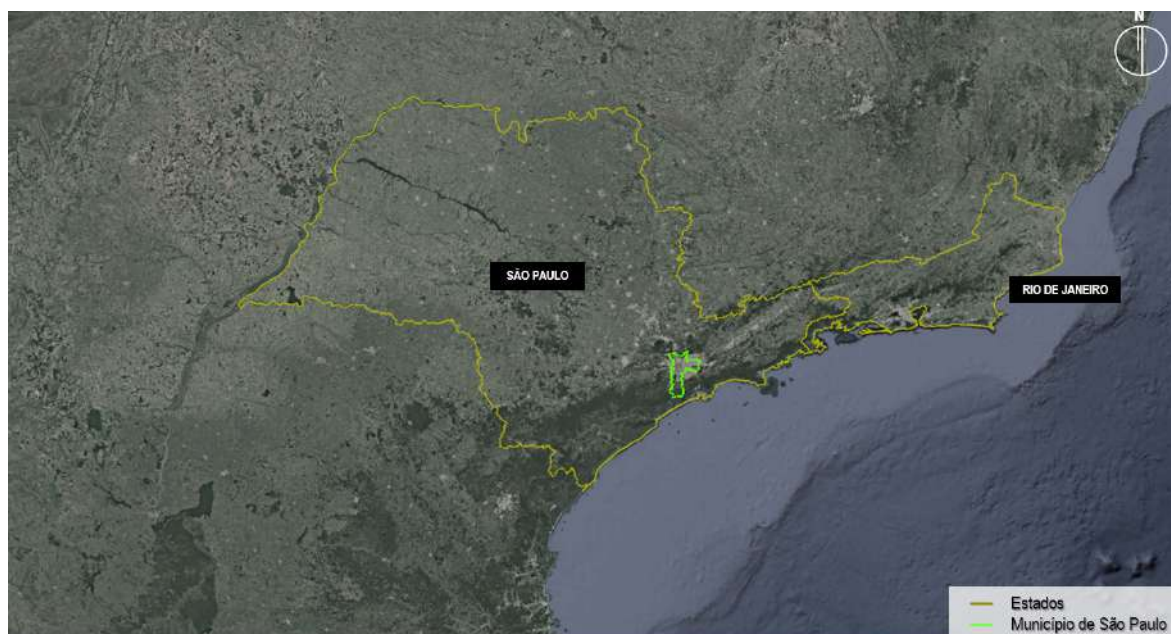 N
SÃO PAULO
RIO DE JANEIRO
Estados
Município de São Paulo